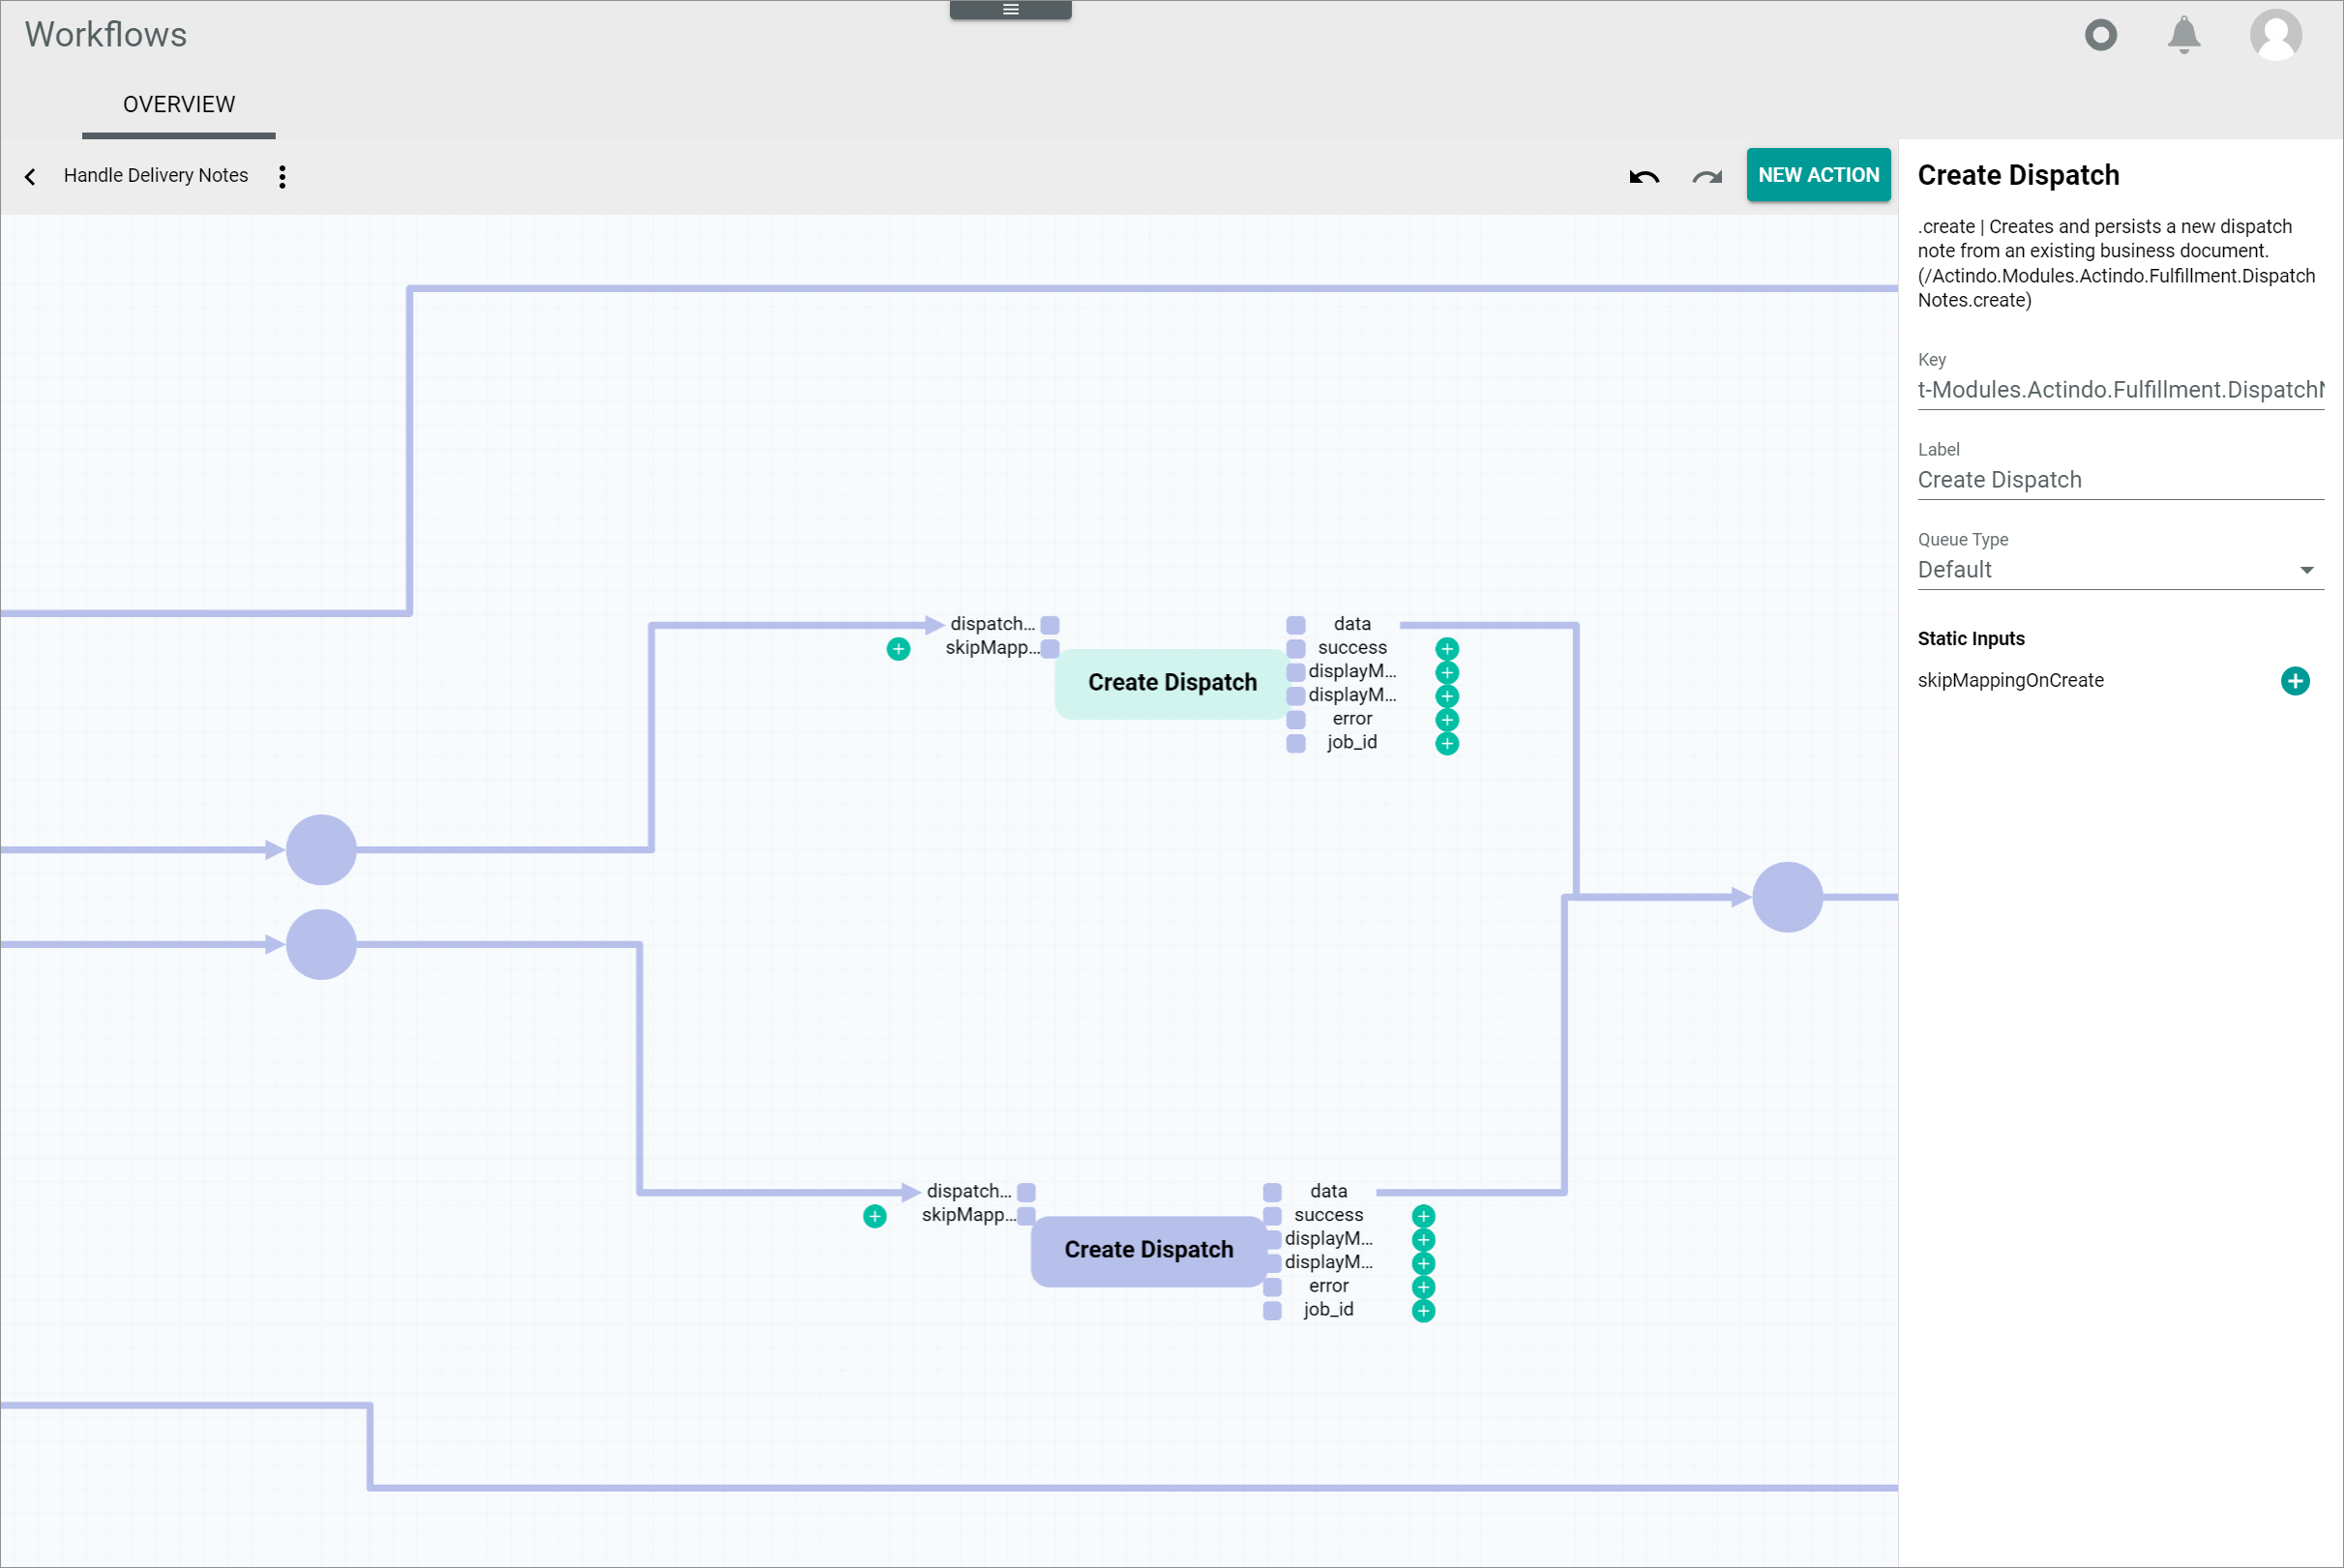 Workflows
OVERVIEW
Handle Delivery Notes
NEW ACTION
dispatch...
skipMapp...
Create Dispatch
data
success
displayM...
displayM...
error
job_id
dispatch...
skipMapp...
Create Dispatch
data
success
displayM...
displayM...
error
job_id
Create Dispatch
.create | Creates and persists a new dispatch
note from an existing business document.
(/Actindo.Modules.Actindo.Fulfillment.Dispatch
Notes.create)
Key
t-Modules.Actindo.Fulfillment.DispatchN
Label
Create Dispatch
Queue Type
Default
Static Inputs
skipMappingOnCreate